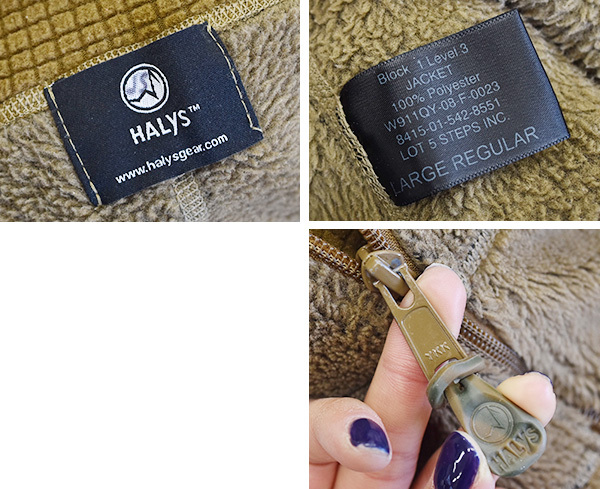 HALYS™
www.halysgear.com
Block 1 Level 3
JACKET
100% Polyester
W911QY-08-F-0023
8415-01-542-8551
LOT 5 STEPS INC.
LARGE REGULAR
YKK
HALYS